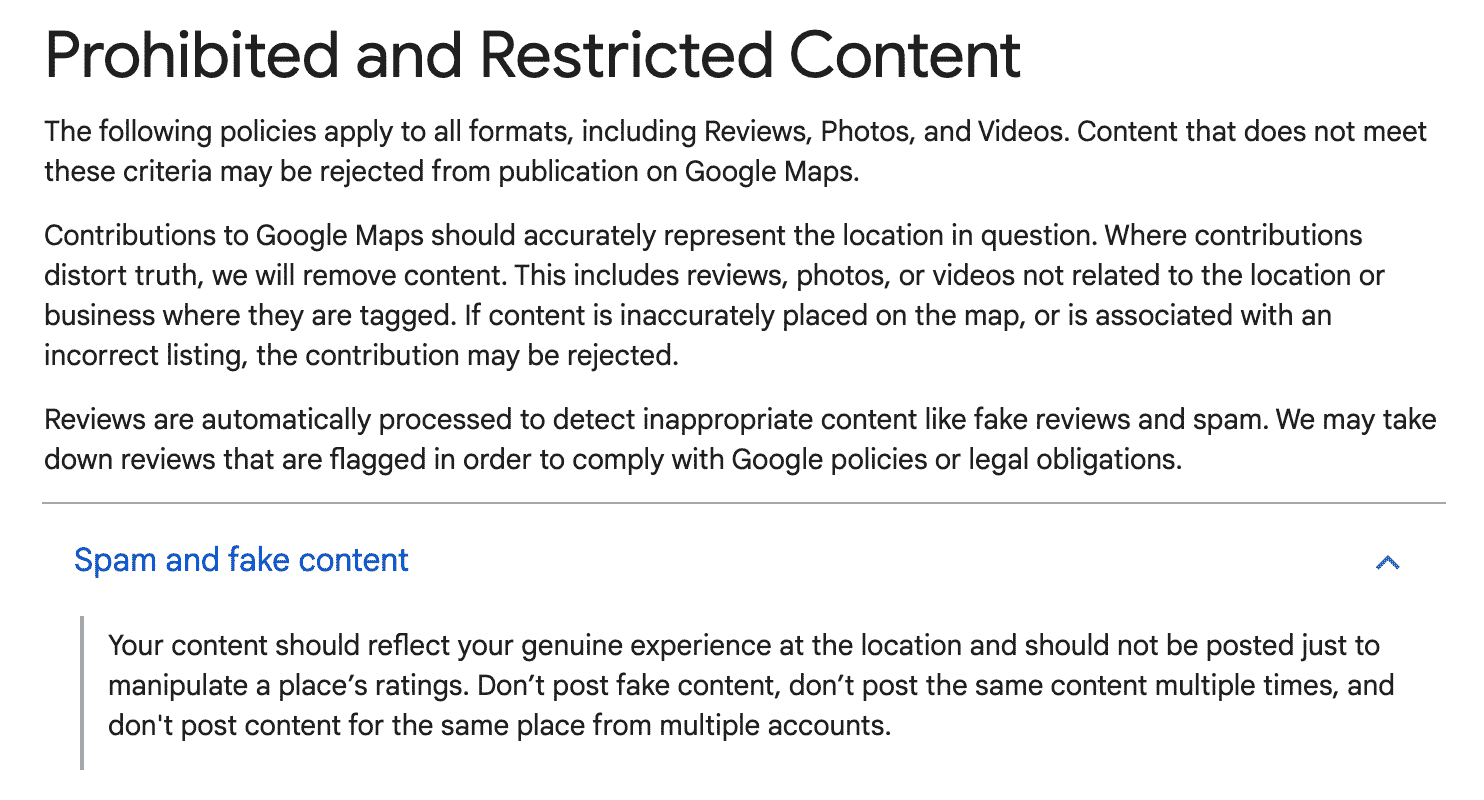 Prohibited and Restricted Content
The following policies apply to all formats, including Reviews, Photos, and Videos. Content that does not meet
these criteria may be rejected from publication on Google Maps.
Contributions to Google Maps should accurately represent the location in question. Where contributions
distort truth, we will remove content. This includes reviews, photos, or videos not related to the location or
business where they are tagged. If content is inaccurately placed on the map, or is associated with an
incorrect listing, the contribution may be rejected.
Reviews are automatically processed to detect inappropriate content like fake reviews and spam. We may take
down reviews that are flagged in order to comply with Google policies or legal obligations.
Spam and fake content
Your content should reflect your genuine experience at the location and should not be posted just to
manipulate a place’s ratings. Don’t post fake content, don’t post the same content multiple times, and
don't post content for the same place from multiple accounts.